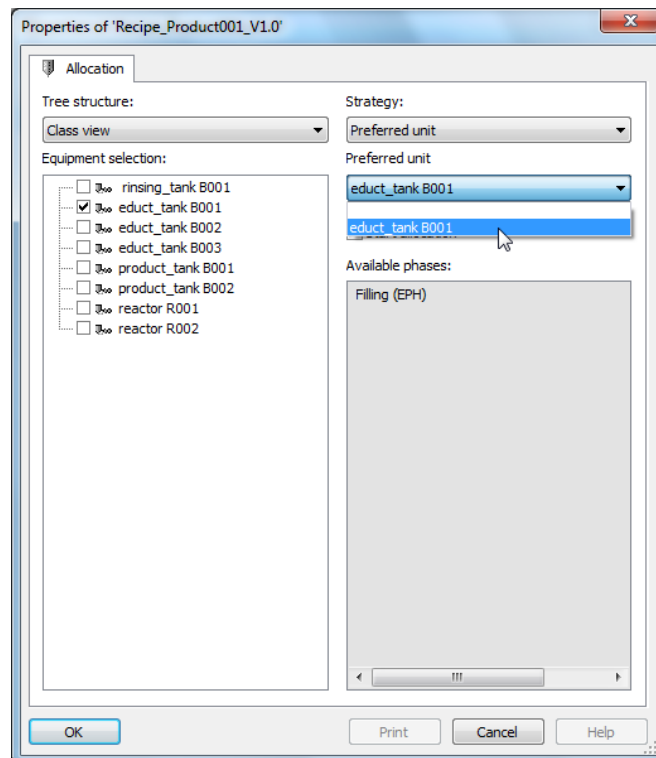 Properties of 'Recipe_Product001_V1.0'
Allocation
Tree structure:
Class view
Equipment selection:
rinsing_tank B001
educt_tank B001
educt_tank B002
educt_tank B003
product_tank B001
product_tank B002
reactor R001
reactor R002
Strategy:
Preferred unit
Preferred unit
educt_tank B001
educt_tank B001
Available phases:
Filling (EPH)
OK
Print
Cancel
Help